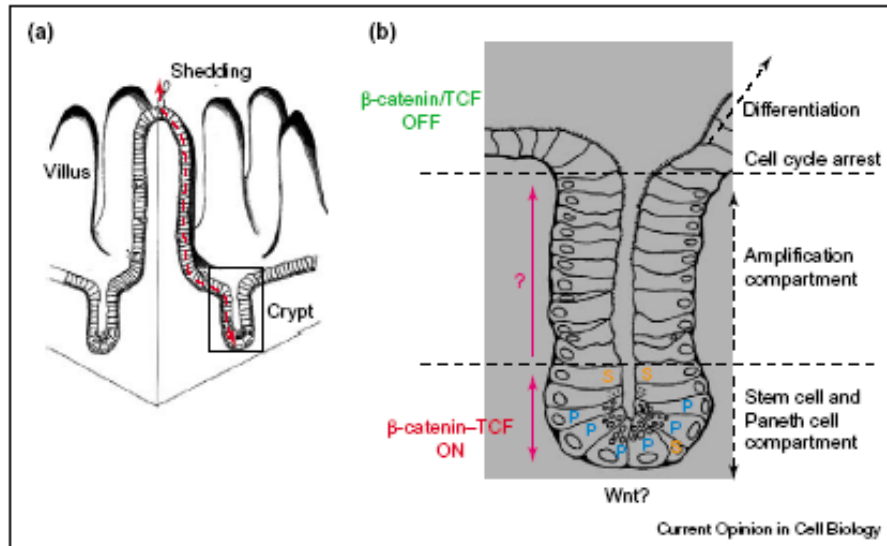 (a)
Shedding
Villus
Crypt
(b)
β-catenin/TCF
OFF
?
β-catenin–TCF
ON
Differentiation
Cell cycle arrest
Amplification
compartment
Stem cell and
Paneth cell
compartment
S S
P P
P P
P P S
Wnt?
Current Opinion in Cell Biology